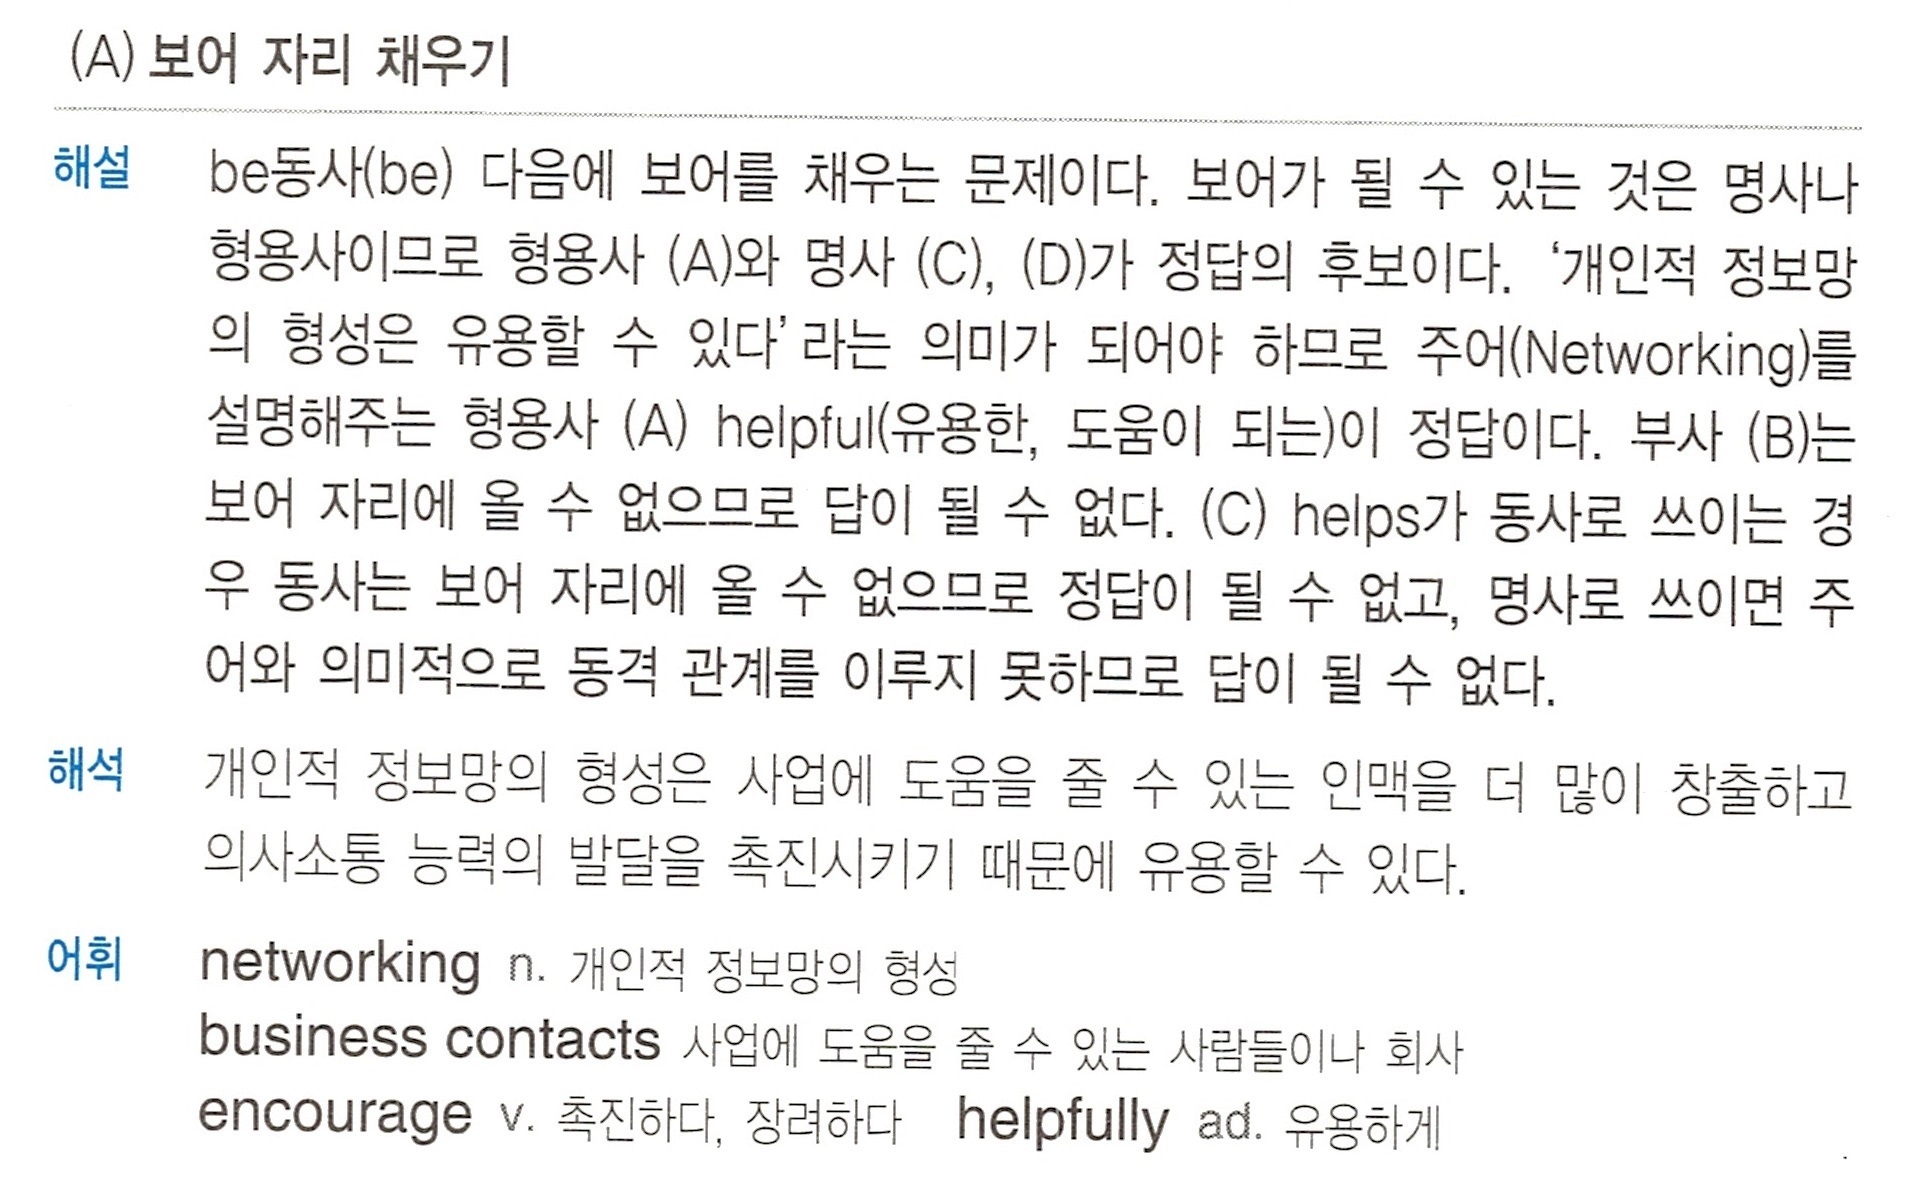 (A) 보어 자리 채우기
해설 be동사(be) 다음에 보어를 채우는 문제이다. 보어가 될 수 있는 것은 명사나
형용사이므로 형용사 (A)와 명사 (C), (D)가 정답의 후보이다. ‘개인적 정보망
의 형성은 유용할 수 있다’라는 의미가 되어야 하므로 주어(Networking)를
설명해주는 형용사 (A) helpful(유용한, 도움이 되는)이 정답이다. 부사 (B)는
보어 자리에 올 수 없으므로 답이 될 수 없다. (C) helps가 동사로 쓰이는 경
우 동사는 보어 자리에 올 수 없으므로 정답이 될 수 없고, 명사로 쓰이면 주
어와 의미적으로 동격 관계를 이루지 못하므로 답이 될 수 없다.
해석 개인적 정보망의 형성은 사업에 도움을 줄 수 있는 인맥을 더 많이 창출하고
의사소통 능력의 발달을 촉진시키기 때문에 유용할 수 있다.
어휘 networking n. 개인적 정보망의 형성
business contacts 사업에 도움을 줄 수 있는 사람들이나 회사
encourage v. 촉진하다, 장려하다 helpfully ad. 유용하게